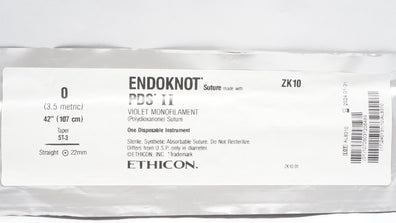 0
(3.5 metric)
42" (107 cm)
Taper
ST-3
Straight 22mm
ENDOKNOT* Suture made with
PDS* II
VIOLET MONOFILAMENT
(Polydioxanone) Suture
One Disposable Instrument
Sterile, Synthetic Absorbable Suture. Do Not Resterilize.
Differs from U.S.P. only in diameter
©ETHICON, INC. *Trademark
ETHICON.
ZK10